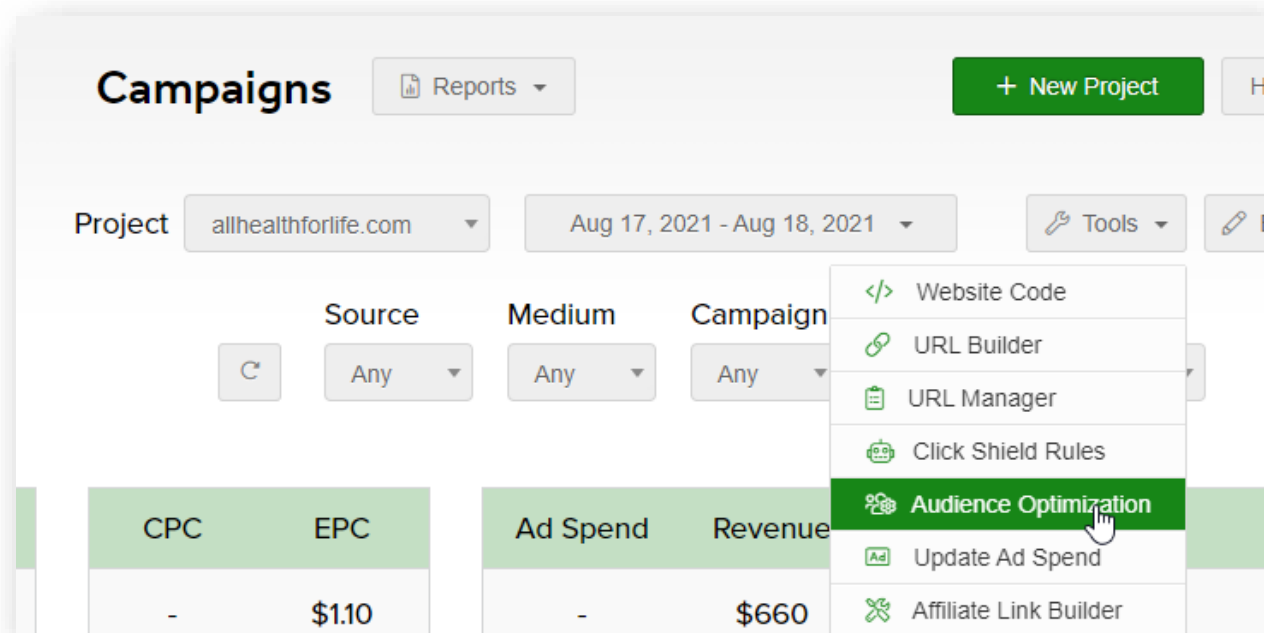 Campaigns Reports + New Project
Project allhealthforlife.com Aug 17, 2021 - Aug 18, 2021 Tools
</> Website Code
Source Medium Campaign
URL Builder
Any Any Any
URL Manager
Click Shield Rules
Audience Optimization
CPC EPC Ad Spend Revenue
Ad Update Ad Spend
- $1.10 - $660
Affiliate Link Builder